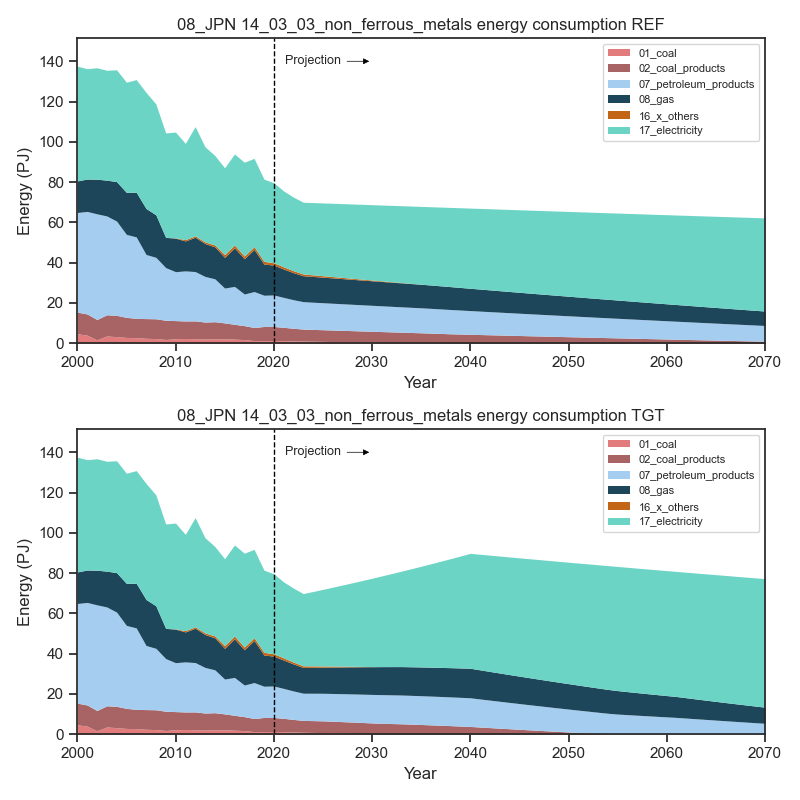 08_JPN 14_03_03_non_ferrous_metals energy consumption REF
Energy (PJ)
140
120
100
80
60
40
20
0
Projection
01_coal
02_coal_products
07_petroleum_products
08_gas
16_x_others
17_electricity
2000 2010 2020 2030 2040 2050 2060 2070
Year
08_JPN 14_03_03_non_ferrous_metals energy consumption TGT
Energy (PJ)
140
120
100
80
60
40
20
0
Projection
01_coal
02_coal_products
07_petroleum_products
08_gas
16_x_others
17_electricity
2000 2010 2020 2030 2040 2050 2060 2070
Year